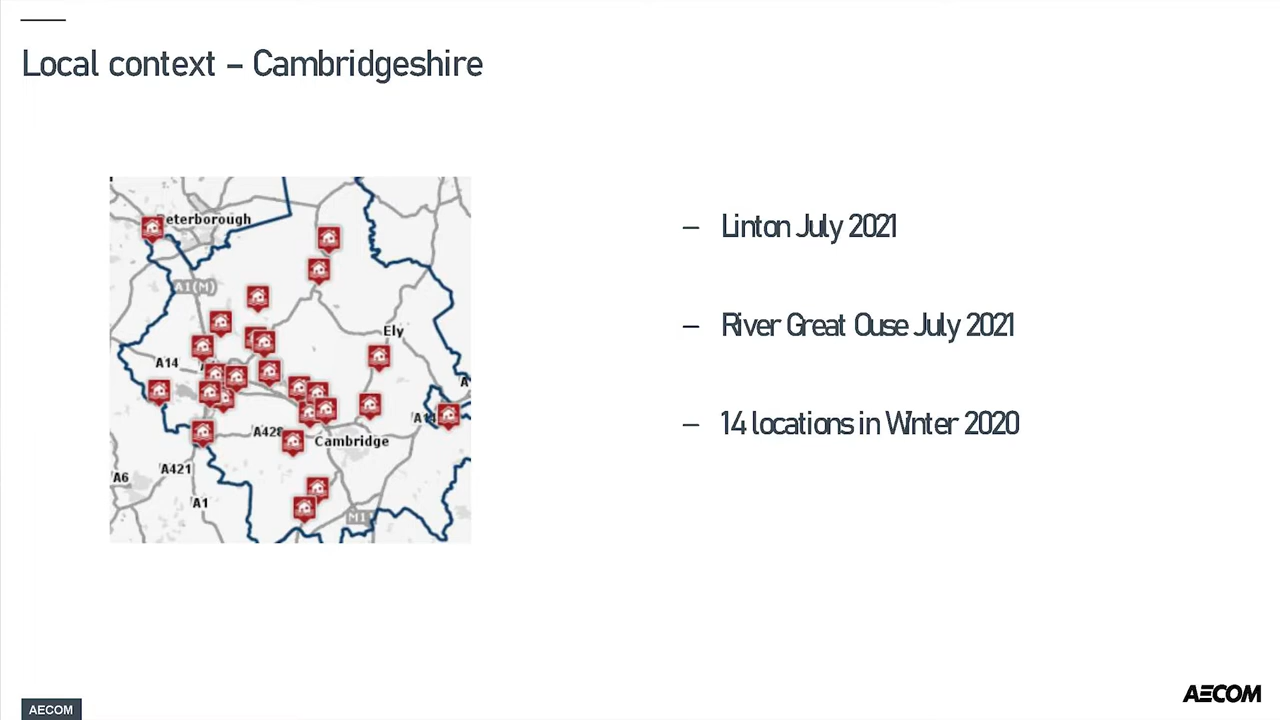 Local context – Cambridgeshire
eterborough
A1(M)
Ely
A14
A428
Cambridge
A421
A6
A1
– Linton July 2021
– River Great Ouse July 2021
– 14 locations in Winter 2020
AECOM
AECOM